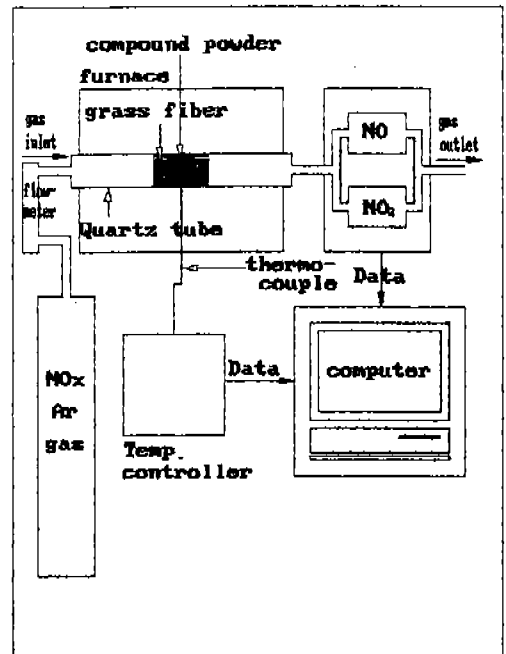 compound powder
furnace
grass fiber
gas
inlet
flow-
meter
Quartz tube
NO
NO₂
gas
outlet
thermo-
couple
Data
NOx
Ar
gas
Data
computer
Temp.
controller